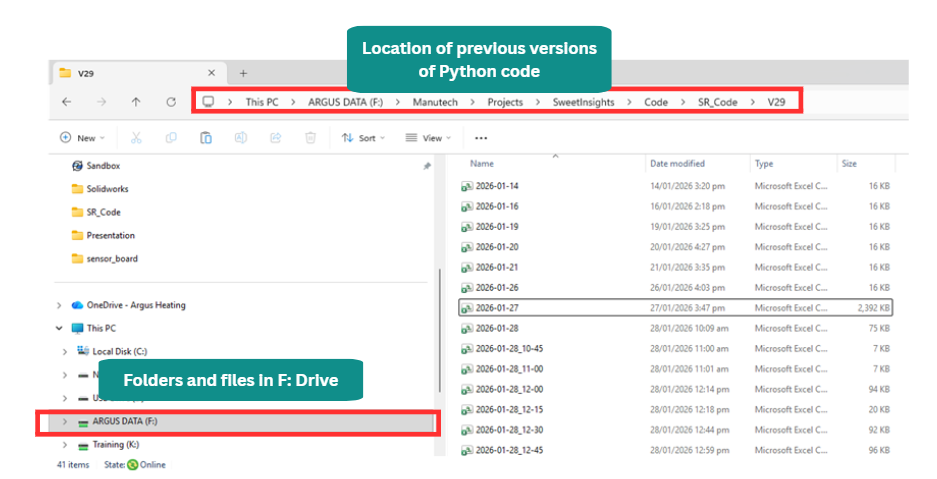 Location of previous versions
of Python code
V29
This PC > ARGUS DATA (F:) > Manutech > Projects > SweetInsights > Code > SR_Code > V29
New
Sort
View
Sandbox
Solidworks
SR_Code
Presentation
sensor_board
OneDrive - Argus Heating
This PC
Local Disk (C:)
Folders and files in F: Drive
ARGUS DATA (F:)
Training (K:)
Name Date modified Type Size
2026-01-14 14/01/2026 3:20 pm Microsoft Excel C... 16 KB
2026-01-16 16/01/2026 2:18 pm Microsoft Excel C... 16 KB
2026-01-19 19/01/2026 3:25 pm Microsoft Excel C... 16 KB
2026-01-20 20/01/2026 4:27 pm Microsoft Excel C... 16 KB
2026-01-21 21/01/2026 3:35 pm Microsoft Excel C... 16 KB
2026-01-26 26/01/2026 4:03 pm Microsoft Excel C... 16 KB
2026-01-27 27/01/2026 3:47 pm Microsoft Excel C... 2,392 KB
2026-01-28 28/01/2026 10:09 am Microsoft Excel C... 75 KB
2026-01-28_10-45 28/01/2026 11:00 am Microsoft Excel C... 7 KB
2026-01-28_11-00 28/01/2026 11:01 am Microsoft Excel C... 7 KB
2026-01-28_12-00 28/01/2026 12:14 pm Microsoft Excel C... 94 KB
2026-01-28_12-15 28/01/2026 12:18 pm Microsoft Excel C... 20 KB
2026-01-28_12-30 28/01/2026 12:44 pm Microsoft Excel C... 92 KB
2026-01-28_12-45 28/01/2026 12:59 pm Microsoft Excel C... 96 KB
41 items State: Online